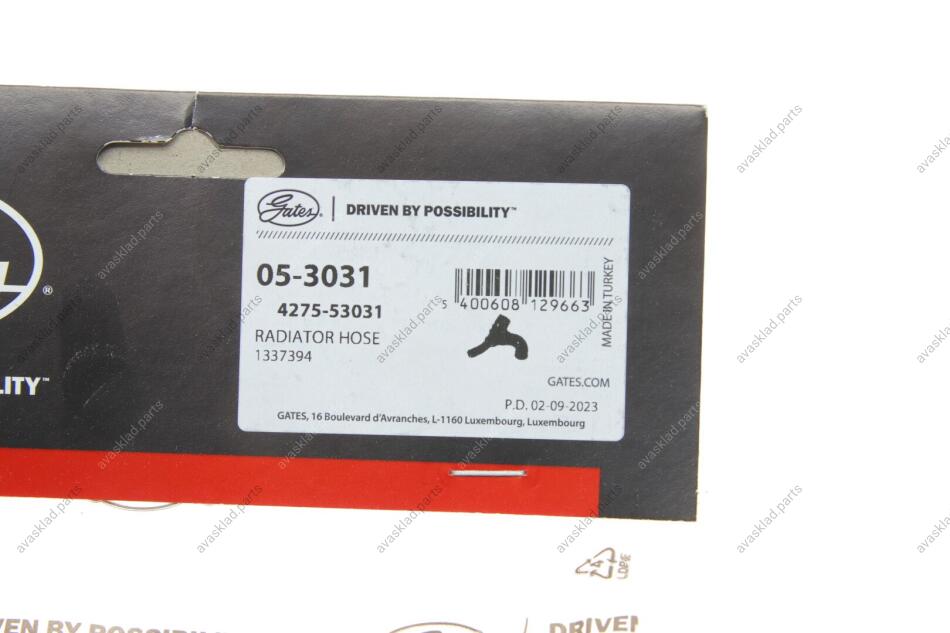 Gates® | DRIVEN BY POSSIBILITY™
05-3031
4275-53031
RADIATOR HOSE
1337394
5 400608 129663
MADE IN TURKEY
GATES.COM
P.D. 02-09-2023
GATES, 16 Boulevard d'Avranches, L-1160 Luxembourg, Luxembourg
®
LITY™
LDPE
VEN BY POSSIBILI
DRIVEN
avasklad.parts